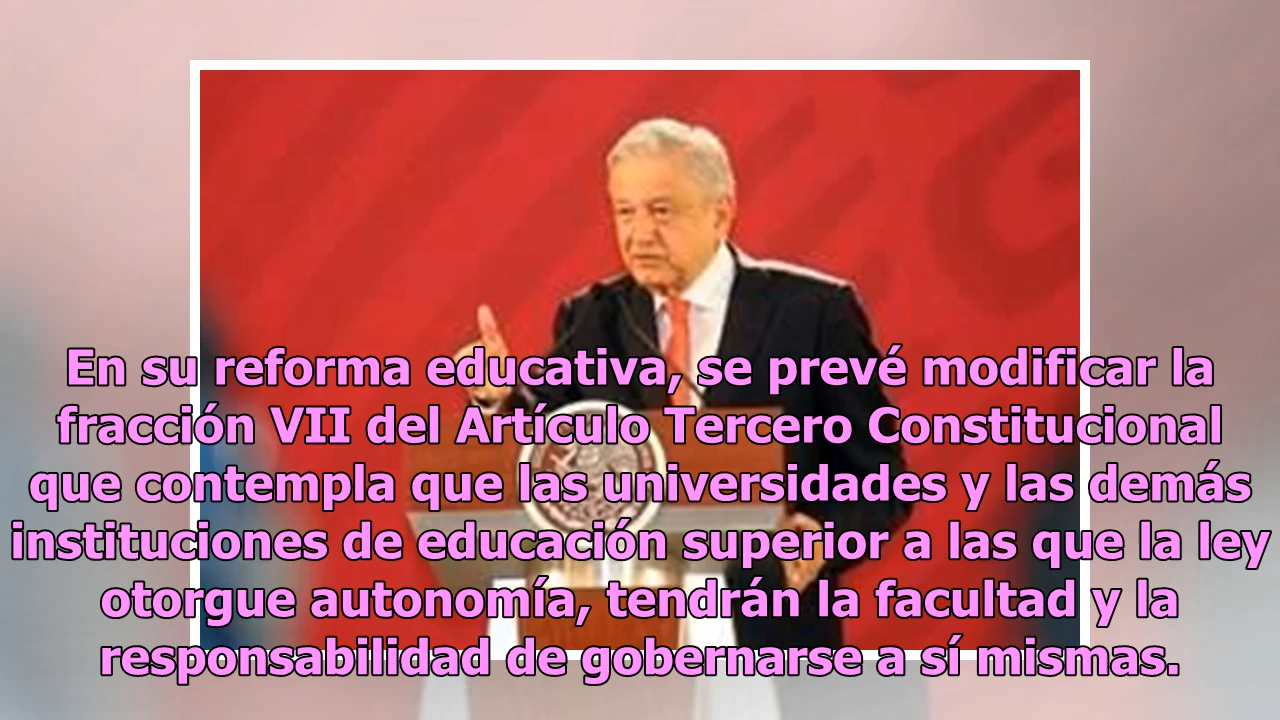 En su reforma educativa, se prevé modificar la
fracción VII del Artículo Tercero Constitucional
que contempla que las universidades y las demás
instituciones de educación superior a las que la ley
otorgue autonomía, tendrán la facultad y la
responsabilidad de gobernarse a sí mismas.